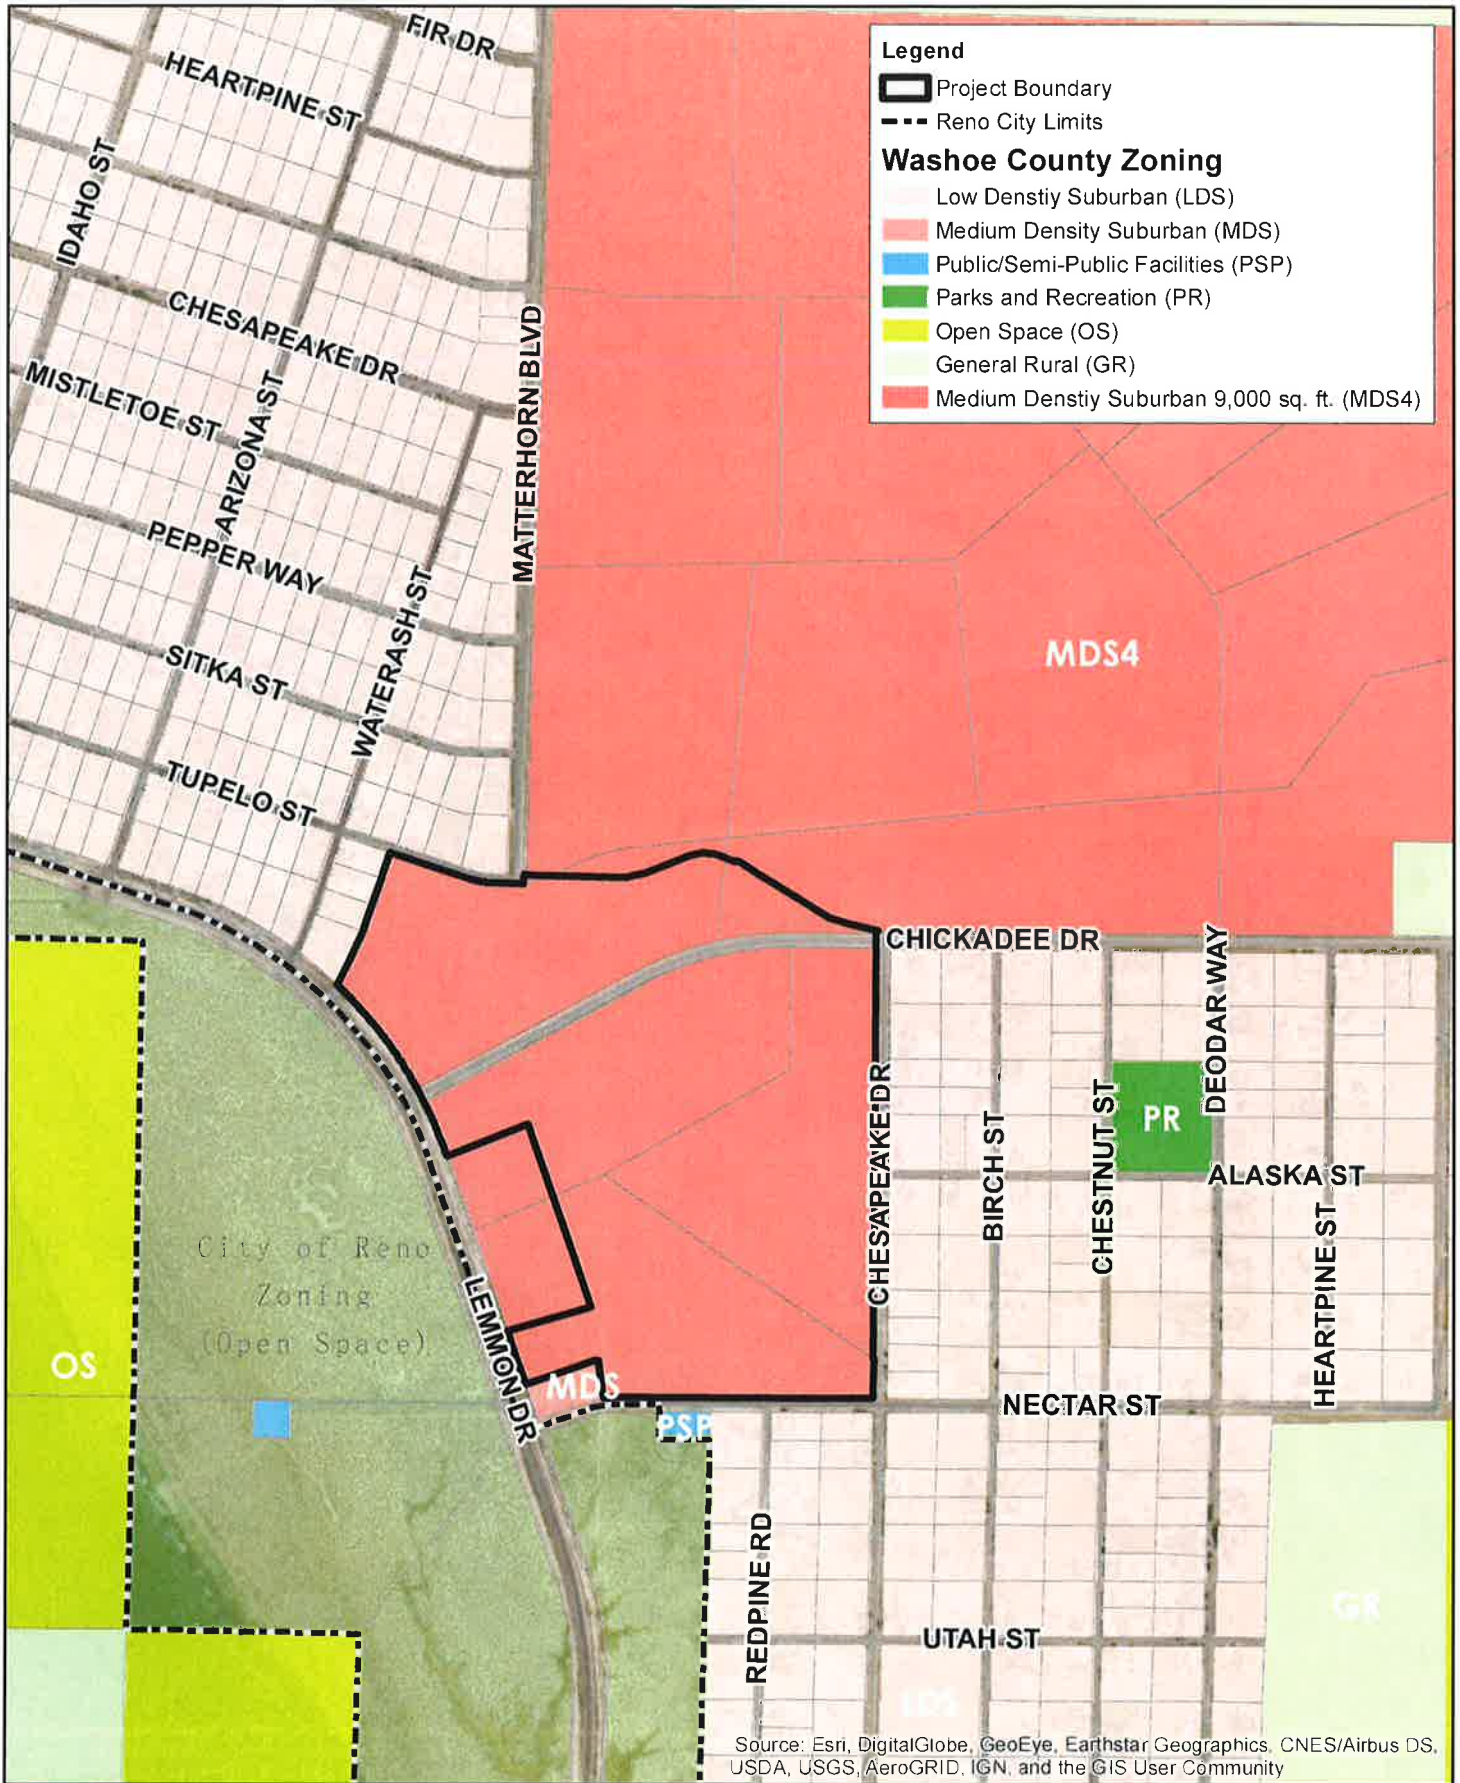 Legend
Project Boundary
Reno City Limits
Washoe County Zoning
Low Denstiy Suburban (LDS)
Medium Density Suburban (MDS)
Public/Semi-Public Facilities (PSP)
Parks and Recreation (PR)
Open Space (OS)
General Rural (GR)
Medium Denstiy Suburban 9,000 sq. ft. (MDS4)
FIR DR
HEARTPINE ST
IDAHO ST
CHESAPEAKE DR
MISTLETOE ST
ARIZONA ST
MATTERHORN BLVD
PEPPER WAY
WATERASH ST
SITKA ST
TUPELO ST
MDS4
CHICKADEE DR
DEODAR WAY
CHESAPEAKE DR
BIRCH ST
CHESTNUT ST
PR
ALASKA ST
HEARTPINE ST
City of Reno
Zoning
(Open Space)
LEMMON DR
OS
MDS
NECTAR ST
PSP
REDPINE RD
GR
UTAH ST
LDS
Source: Esri, DigitalGlobe, GeoEye, Earthstar Geographics, CNES/Airbus DS,
USDA, USGS, AeroGRID, IGN, and the GIS User Community